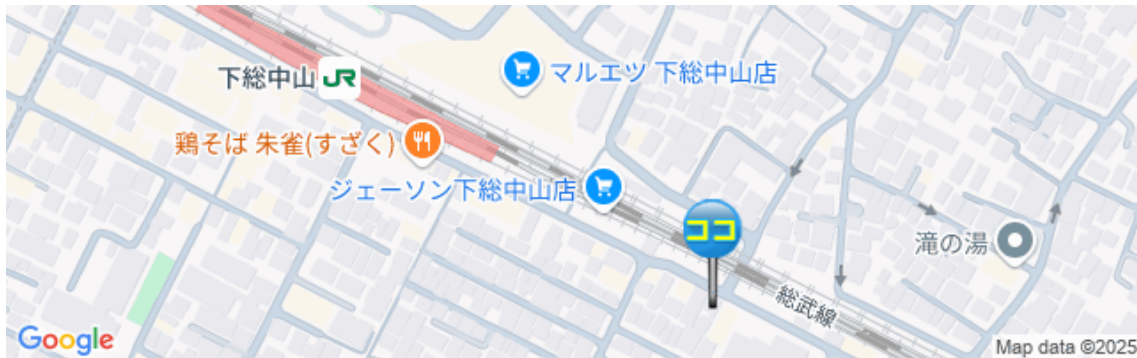 下総中山 JR
マルエツ 下総中山店
鶏そば 朱雀(すざく)
ジェーソン下総中山店
ココ
滝の湯
総武線
Google
Map data ©2025